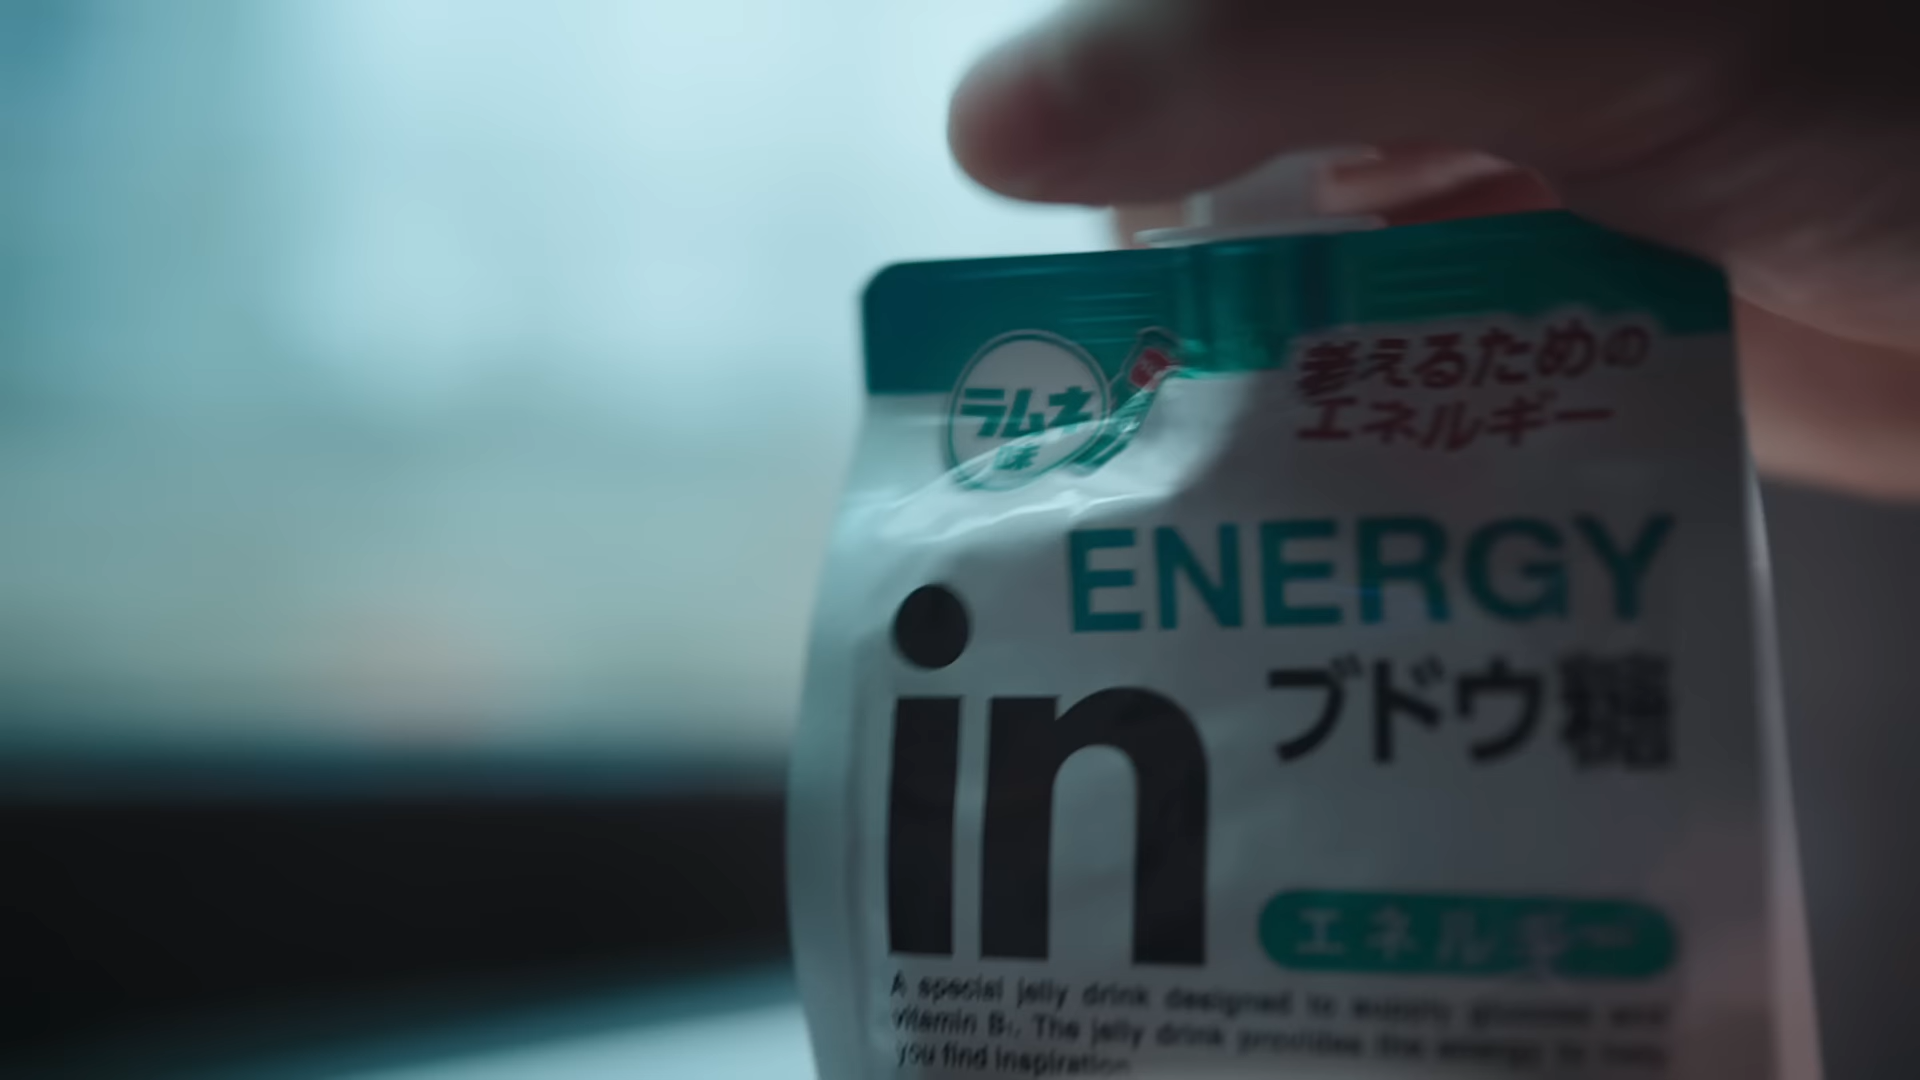 ラムネ
味
考えるための
エネルギー
ENERGY
ブドウ糖
in
エネルギー
A special jelly drink designed to supply glucose and
vitamin B₁. The jelly drink provides the energy to help
you find inspiration.